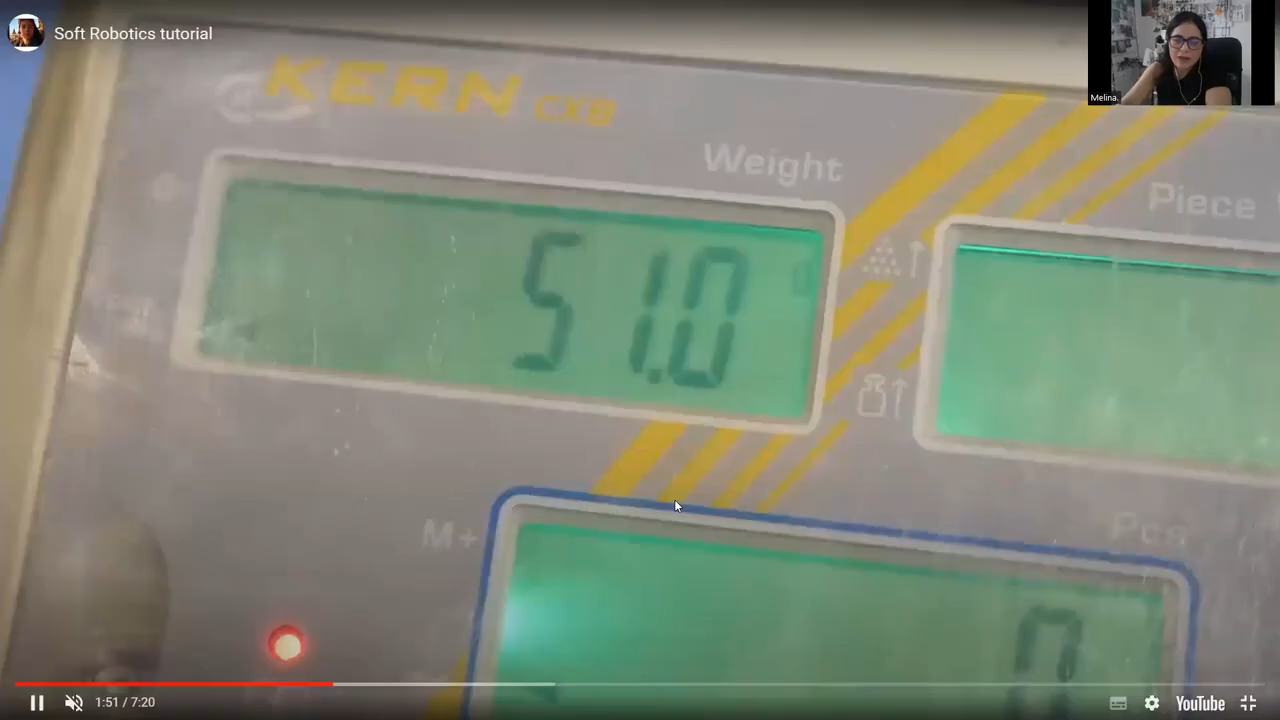 Soft Robotics tutorial
Melina.
KERN CXB
Weight
Piece
51.0
M+
Pcs
0
1:51 / 7:20
YouTube